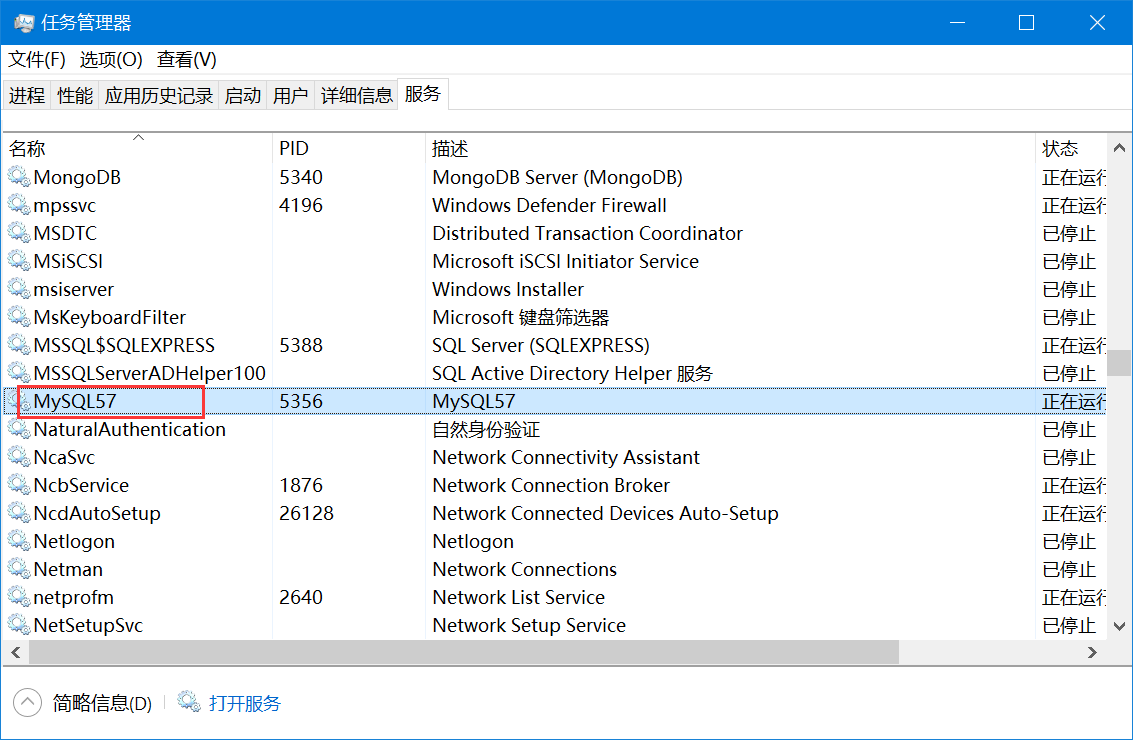 任务管理器
文件(F) 选项(O) 查看(V)
进程 性能 应用历史记录 启动 用户 详细信息 服务
名称 PID 描述 状态
MongoDB 5340 MongoDB Server (MongoDB) 正在运行
mpssvc 4196 Windows Defender Firewall 正在运行
MSDTC Distributed Transaction Coordinator 已停止
MSiSCSI Microsoft iSCSI Initiator Service 已停止
msiserver Windows Installer 已停止
MsKeyboardFilter Microsoft 键盘筛选器 已停止
MSSQL$SQLEXPRESS 5388 SQL Server (SQLEXPRESS) 正在运行
MSSQLServerADHelper100 SQL Active Directory Helper 服务 已停止
MySQL57 5356 MySQL57 正在运行
NaturalAuthentication 自然身份验证 已停止
NcaSvc Network Connectivity Assistant 已停止
NcbService 1876 Network Connection Broker 正在运行
NcdAutoSetup 26128 Network Connected Devices Auto-Setup 正在运行
Netlogon Netlogon 已停止
Netman Network Connections 已停止
netprofm 2640 Network List Service 正在运行
NetSetupSvc Network Setup Service 已停止
简略信息(D) 打开服务